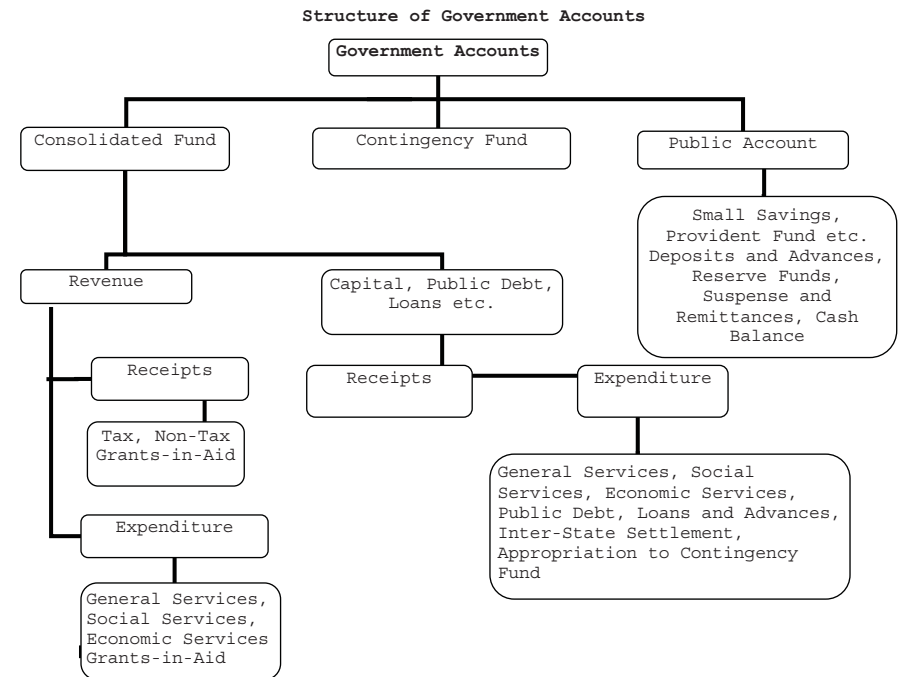 Structure of Government Accounts
Government Accounts
Consolidated Fund
Contingency Fund
Public Account
Small Savings,
Provident Fund etc.
Deposits and Advances,
Reserve Funds,
Suspense and
Remittances, Cash
Balance
Revenue
Capital, Public Debt,
Loans etc.
Receipts
Tax, Non-Tax
Grants-in-Aid
Receipts
Expenditure
General Services, Social
Services, Economic Services,
Public Debt, Loans and Advances,
Inter-State Settlement,
Appropriation to Contingency
Fund
Expenditure
General Services,
Social Services,
Economic Services
Grants-in-Aid